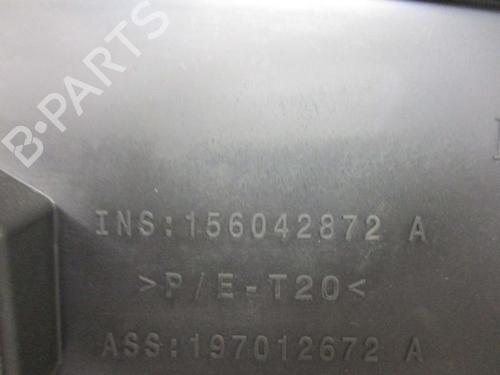 B-PARTS
INS:156042872 A
>P/E-T20<
ASS:197012672 A